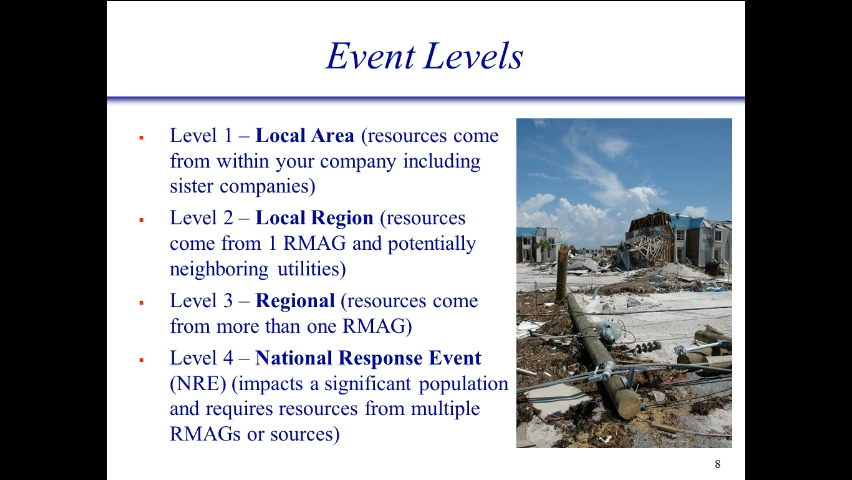 Event Levels
Level 1 – Local Area (resources come
from within your company including
sister companies)
Level 2 – Local Region (resources
come from 1 RMAG and potentially
neighboring utilities)
Level 3 – Regional (resources come
from more than one RMAG)
Level 4 – National Response Event
(NRE) (impacts a significant population
and requires resources from multiple
RMAGs or sources)
8